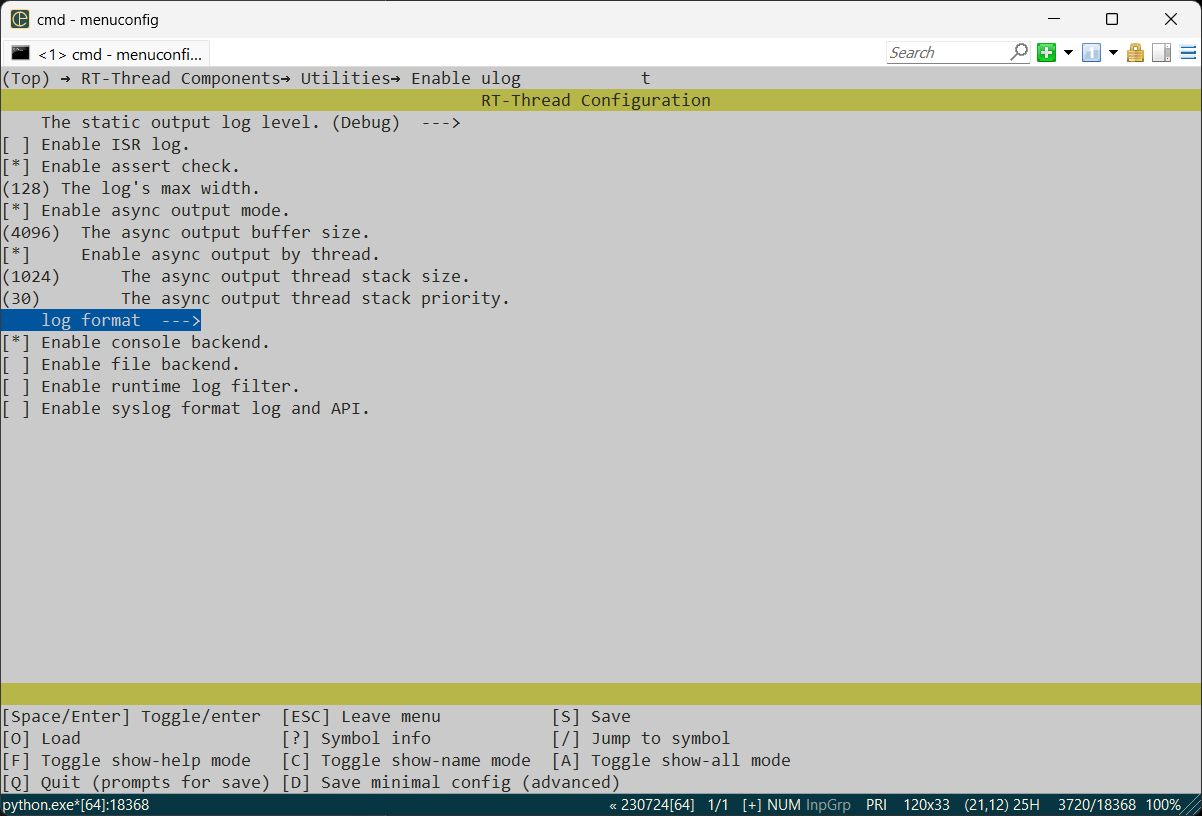 cmd - menuconfig
<1> cmd - menuconfi...
Search
(Top) → RT-Thread Components→ Utilities→ Enable ulog t
RT-Thread Configuration
The static output log level. (Debug) --->
[ ] Enable ISR log.
[*] Enable assert check.
(128) The log's max width.
[*] Enable async output mode.
(4096) The async output buffer size.
[*] Enable async output by thread.
(1024) The async output thread stack size.
(30) The async output thread stack priority.
log format --->
[*] Enable console backend.
[ ] Enable file backend.
[ ] Enable runtime log filter.
[ ] Enable syslog format log and API.
[Space/Enter] Toggle/enter [ESC] Leave menu [S] Save
[O] Load [?] Symbol info [/] Jump to symbol
[F] Toggle show-help mode [C] Toggle show-name mode [A] Toggle show-all mode
[Q] Quit (prompts for save) [D] Save minimal config (advanced)
python.exe*[64]:18368 « 230724[64] 1/1 [+] NUM InpGrp PRI 120x33 (21,12) 25H 3720/18368 100%